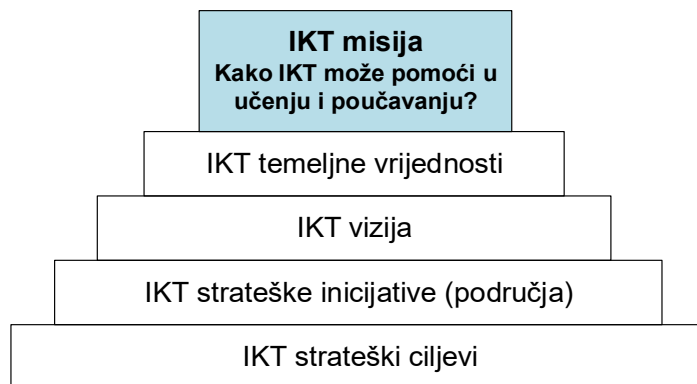 IKT misija
Kako IKT može pomoći u
učenju i poučavanju?
IKT temeljne vrijednosti
IKT vizija
IKT strateške inicijative (područja)
IKT strateški ciljevi